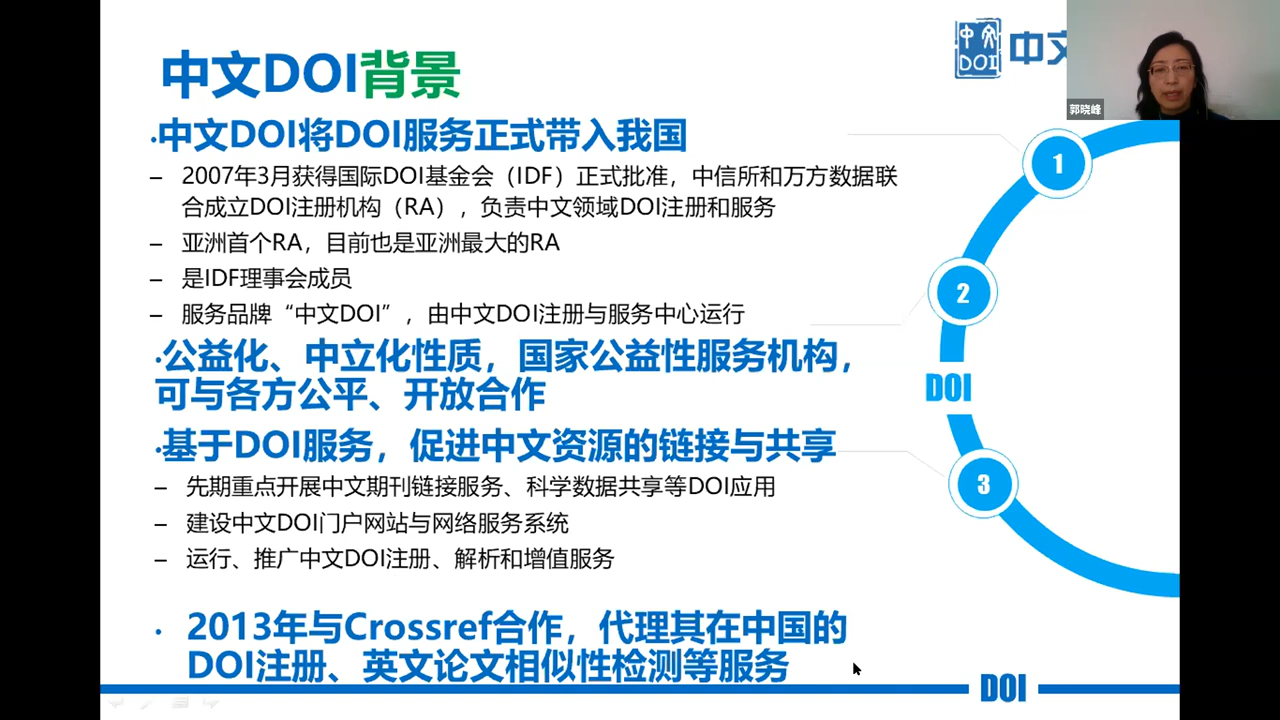 中文DOI背景
中文
DOI
中文
郭晓峰
·中文DOI将DOI服务正式带入我国
– 2007年3月获得国际DOI基金会（IDF）正式批准，中信所和万方数据联
合成立DOI注册机构（RA），负责中文领域DOI注册和服务
– 亚洲首个RA，目前也是亚洲最大的RA
– 是IDF理事会成员
– 服务品牌“中文DOI”，由中文DOI注册与服务中心运行
·公益化、中立化性质，国家公益性服务机构，
可与各方公平、开放合作
·基于DOI服务，促进中文资源的链接与共享
– 先期重点开展中文期刊链接服务、科学数据共享等DOI应用
– 建设中文DOI门户网站与网络服务系统
– 运行、推广中文DOI注册、解析和增值服务
· 2013年与Crossref合作，代理其在中国的
DOI注册、英文论文相似性检测等服务
1
2
DOI
3
DOI